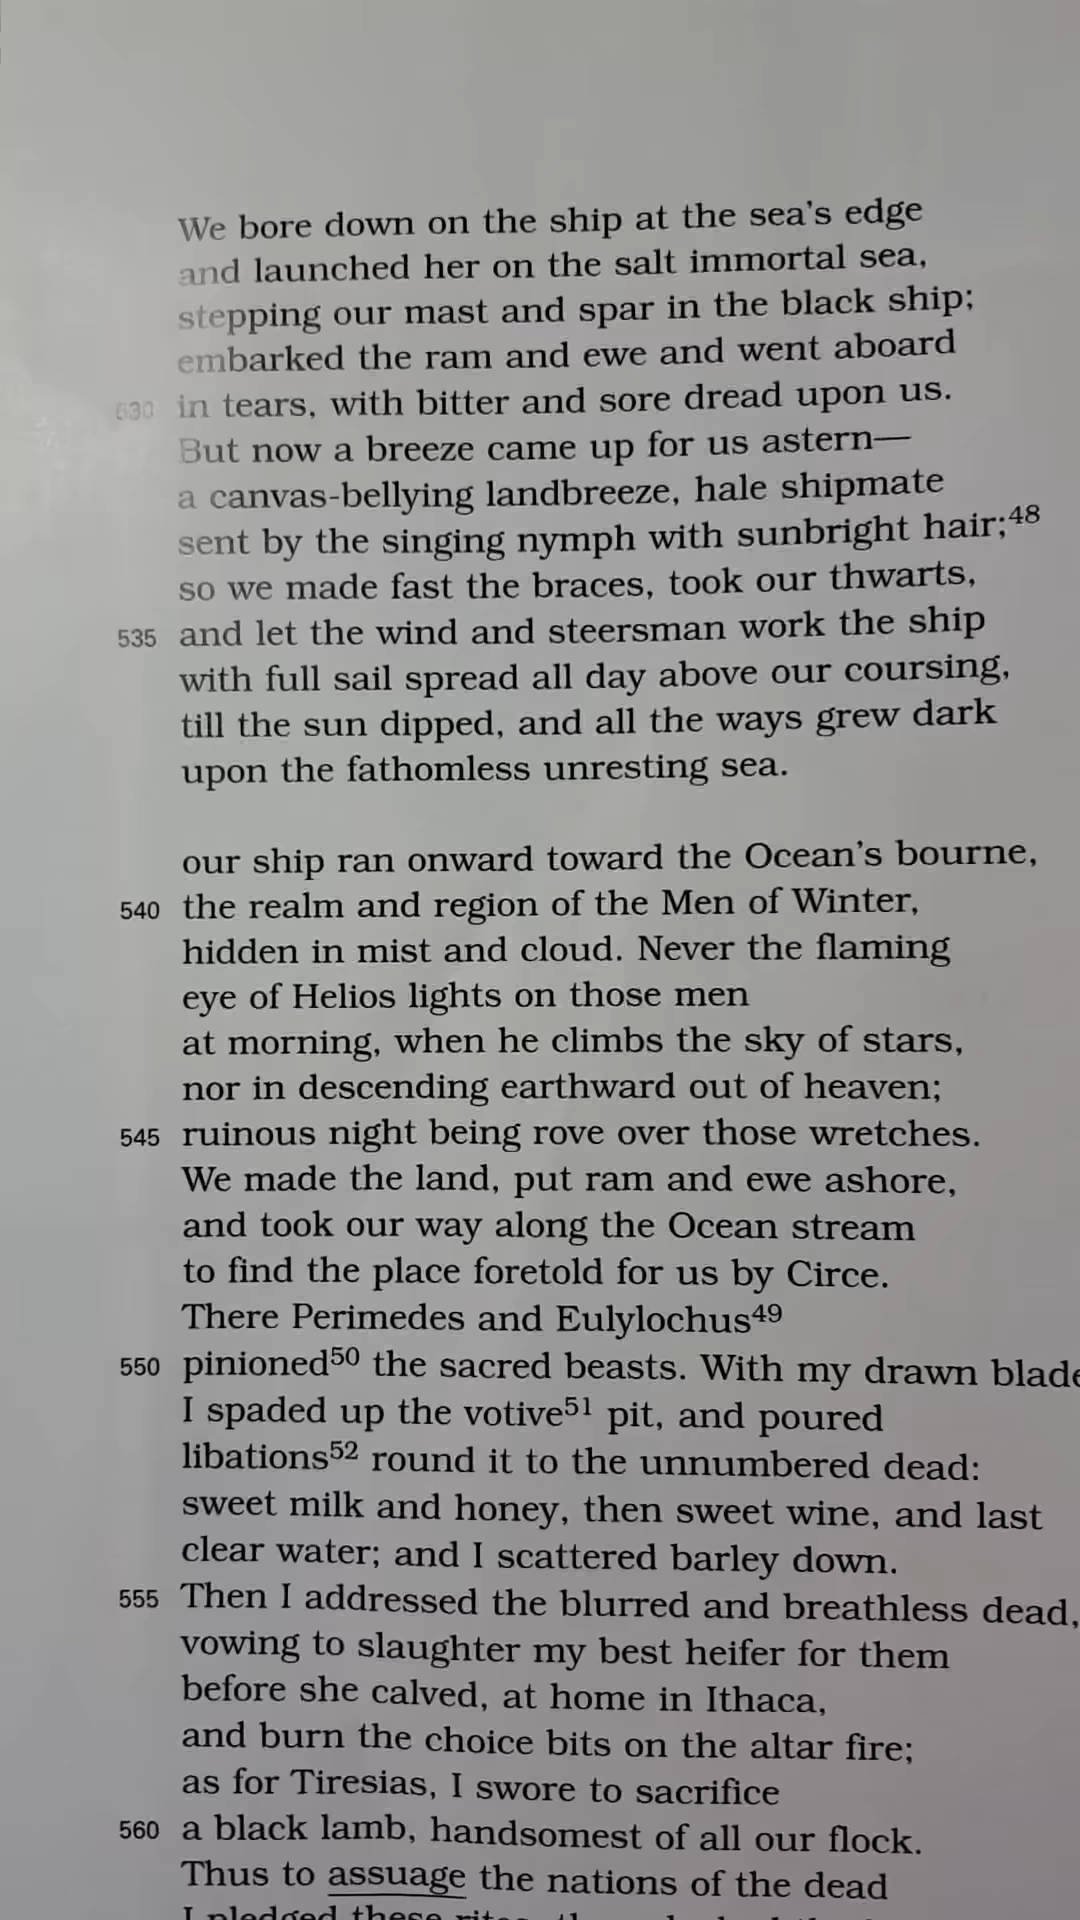 We bore down on the ship at the sea's edge
and launched her on the salt immortal sea,
stepping our mast and spar in the black ship;
embarked the ram and ewe and went aboard
530 in tears, with bitter and sore dread upon us.
But now a breeze came up for us astern—
a canvas-bellying landbreeze, hale shipmate
sent by the singing nymph with sunbright hair;48
so we made fast the braces, took our thwarts,
535 and let the wind and steersman work the ship
with full sail spread all day above our coursing,
till the sun dipped, and all the ways grew dark
upon the fathomless unresting sea.
our ship ran onward toward the Ocean's bourne,
540 the realm and region of the Men of Winter,
hidden in mist and cloud. Never the flaming
eye of Helios lights on those men
at morning, when he climbs the sky of stars,
nor in descending earthward out of heaven;
545 ruinous night being rove over those wretches.
We made the land, put ram and ewe ashore,
and took our way along the Ocean stream
to find the place foretold for us by Circe.
There Perimedes and Eulylochus49
550 pinioned50 the sacred beasts. With my drawn blade
I spaded up the votive51 pit, and poured
libations52 round it to the unnumbered dead:
sweet milk and honey, then sweet wine, and last
clear water; and I scattered barley down.
555 Then I addressed the blurred and breathless dead,
vowing to slaughter my best heifer for them
before she calved, at home in Ithaca,
and burn the choice bits on the altar fire;
as for Tiresias, I swore to sacrifice
560 a black lamb, handsomest of all our flock.
Thus to assuage the nations of the dead
I pledged these